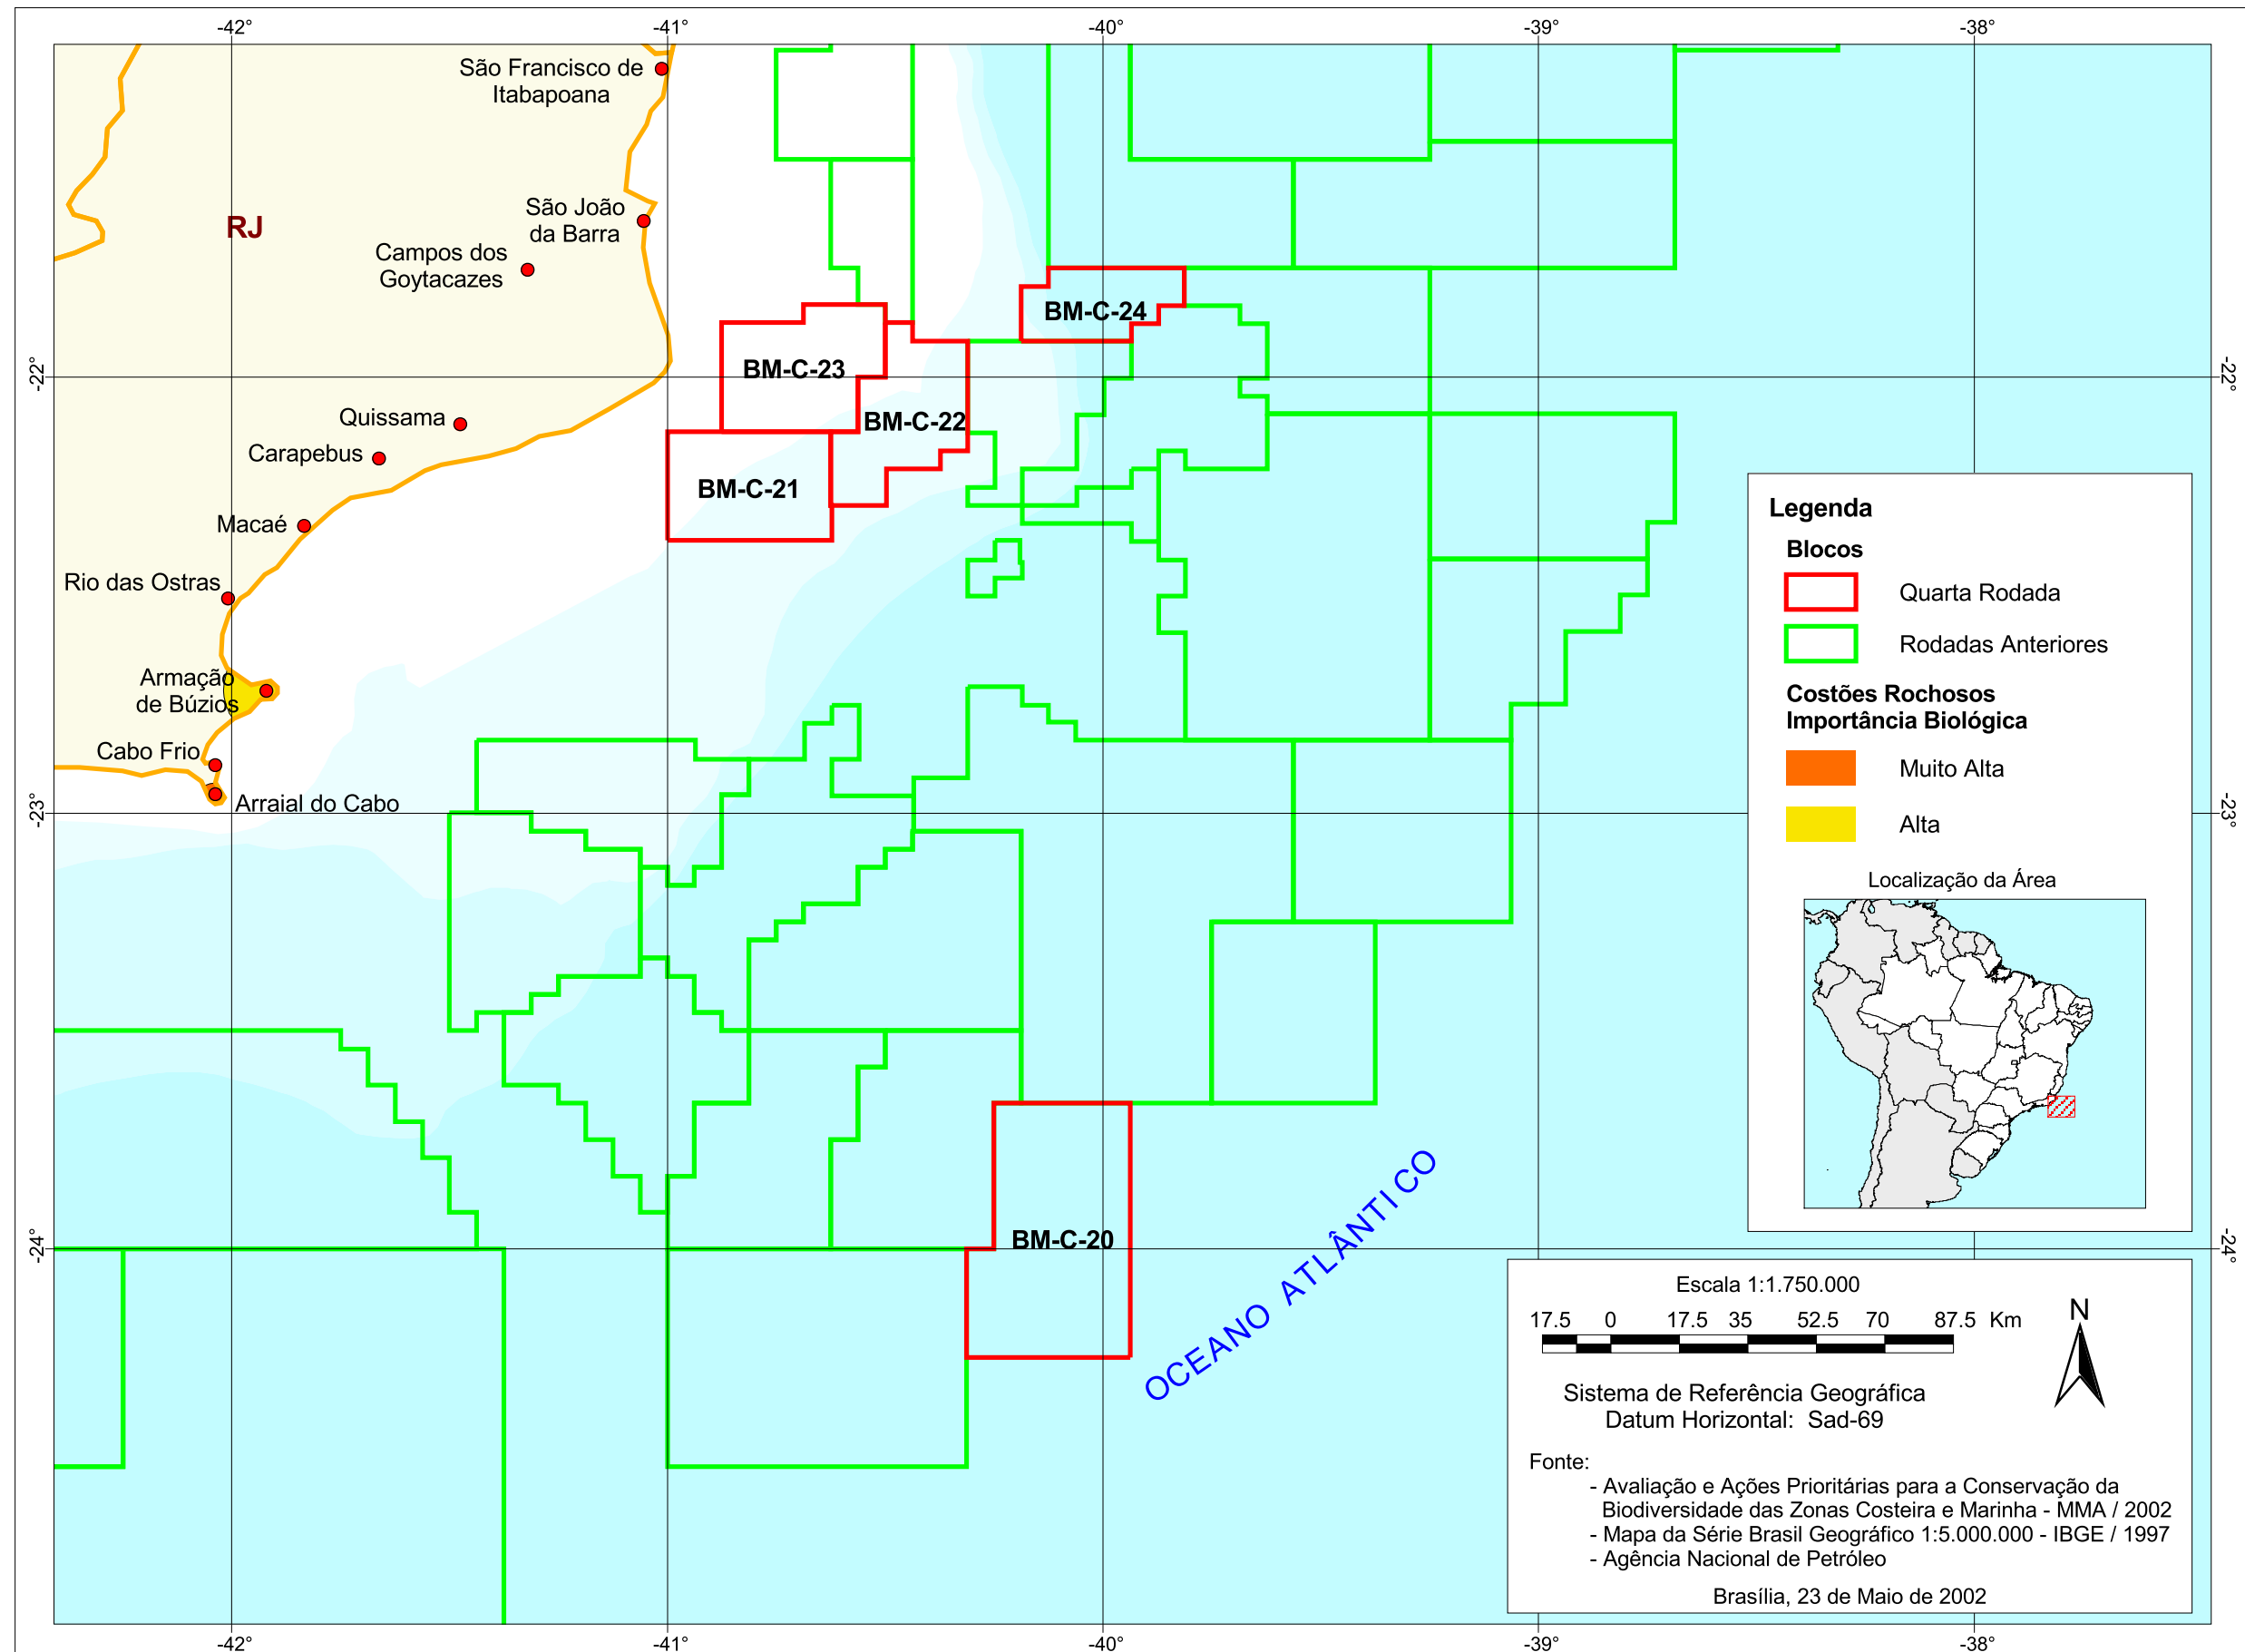 -42°
-41°
-40°
-39°
-38°
São Francisco de
Itabapoana
RJ
São João
da Barra
Campos dos
Goytacazes
BM-C-24
BM-C-23
-22°
-22°
BM-C-22
Quissama
Carapebus
BM-C-21
Macaé
Rio das Ostras
Armação
de Búzios
Cabo Frio
Arraial do Cabo
-23°
-23°
Legenda
Blocos
Quarta Rodada
Rodadas Anteriores
Costões Rochosos
Importância Biológica
Muito Alta
Alta
Localização da Área
BM-C-20
-24°
-24°
OCEANO ATLÂNTICO
Escala 1:1.750.000
17.5 0 17.5 35 52.5 70 87.5 Km
N
Sistema de Referência Geográfica
Datum Horizontal: Sad-69
Fonte:
- Avaliação e Ações Prioritárias para a Conservação da
Biodiversidade das Zonas Costeira e Marinha - MMA / 2002
- Mapa da Série Brasil Geográfico 1:5.000.000 - IBGE / 1997
- Agência Nacional de Petróleo
Brasília, 23 de Maio de 2002
-42°
-41°
-40°
-39°
-38°